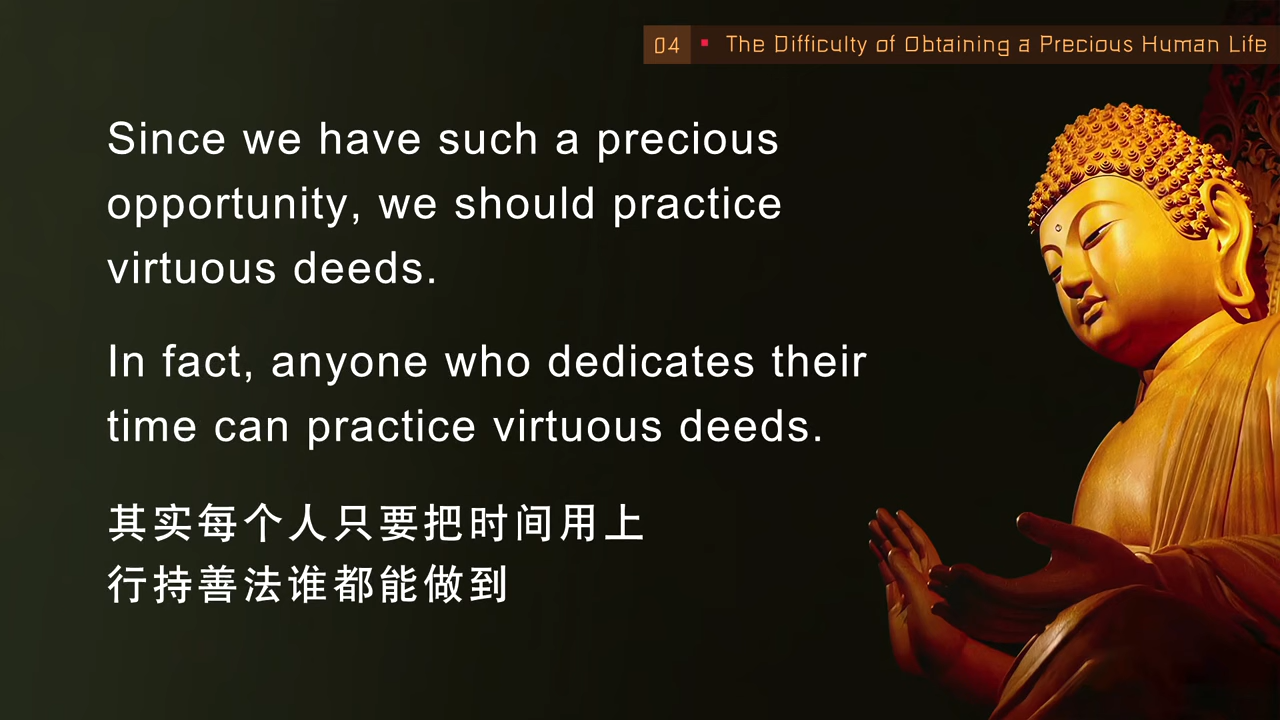 04 ▪ The Difficulty of Obtaining a Precious Human Life
Since we have such a precious
opportunity, we should practice
virtuous deeds.
In fact, anyone who dedicates their
time can practice virtuous deeds.
其实每个人只要把时间用上
行持善法谁都能做到